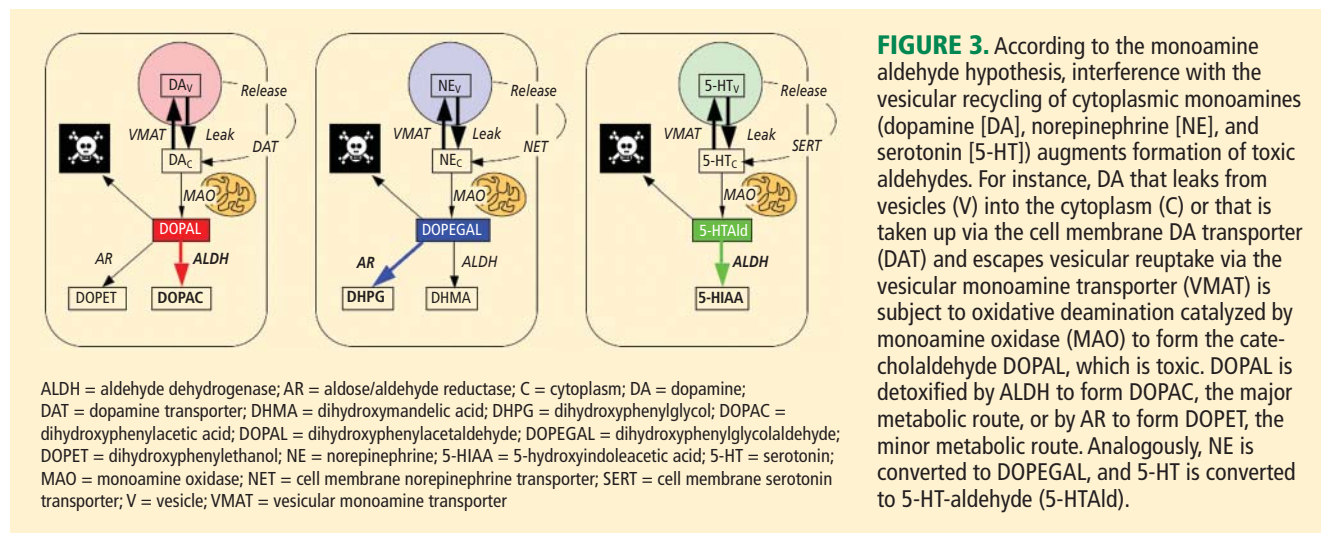 DAV
Release
VMAT
Leak
DAT
DAC
MAO
DOPAL
AR
ALDH
DOPET
DOPAC
NEV
Release
VMAT
Leak
NET
NEC
MAO
DOPEGAL
AR
ALDH
DHPG
DHMA
5-HTV
Release
VMAT
Leak
SERT
5-HTC
MAO
5-HTAld
ALDH
5-HIAA
ALDH = aldehyde dehydrogenase; AR = aldose/aldehyde reductase; C = cytoplasm; DA = dopamine;
DAT = dopamine transporter; DHMA = dihydroxymandelic acid; DHPG = dihydroxyphenylglycol; DOPAC =
dihydroxyphenylacetic acid; DOPAL = dihydroxyphenylacetaldehyde; DOPEGAL = dihydroxyphenylglycolaldehyde;
DOPET = dihydroxyphenylethanol; NE = norepinephrine; 5-HIAA = 5-hydroxyindoleacetic acid; 5-HT = serotonin;
MAO = monoamine oxidase; NET = cell membrane norepinephrine transporter; SERT = cell membrane serotonin
transporter; V = vesicle; VMAT = vesicular monoamine transporter
FIGURE 3. According to the monoamine
aldehyde hypothesis, interference with the
vesicular recycling of cytoplasmic monoamines
(dopamine [DA], norepinephrine [NE], and
serotonin [5-HT]) augments formation of toxic
aldehydes. For instance, DA that leaks from
vesicles (V) into the cytoplasm (C) or that is
taken up via the cell membrane DA transporter
(DAT) and escapes vesicular reuptake via the
vesicular monoamine transporter (VMAT) is
subject to oxidative deamination catalyzed by
monoamine oxidase (MAO) to form the cate-
cholaldehyde DOPAL, which is toxic. DOPAL is
detoxified by ALDH to form DOPAC, the major
metabolic route, or by AR to form DOPET, the
minor metabolic route. Analogously, NE is
converted to DOPEGAL, and 5-HT is converted
to 5-HT-aldehyde (5-HTAld).